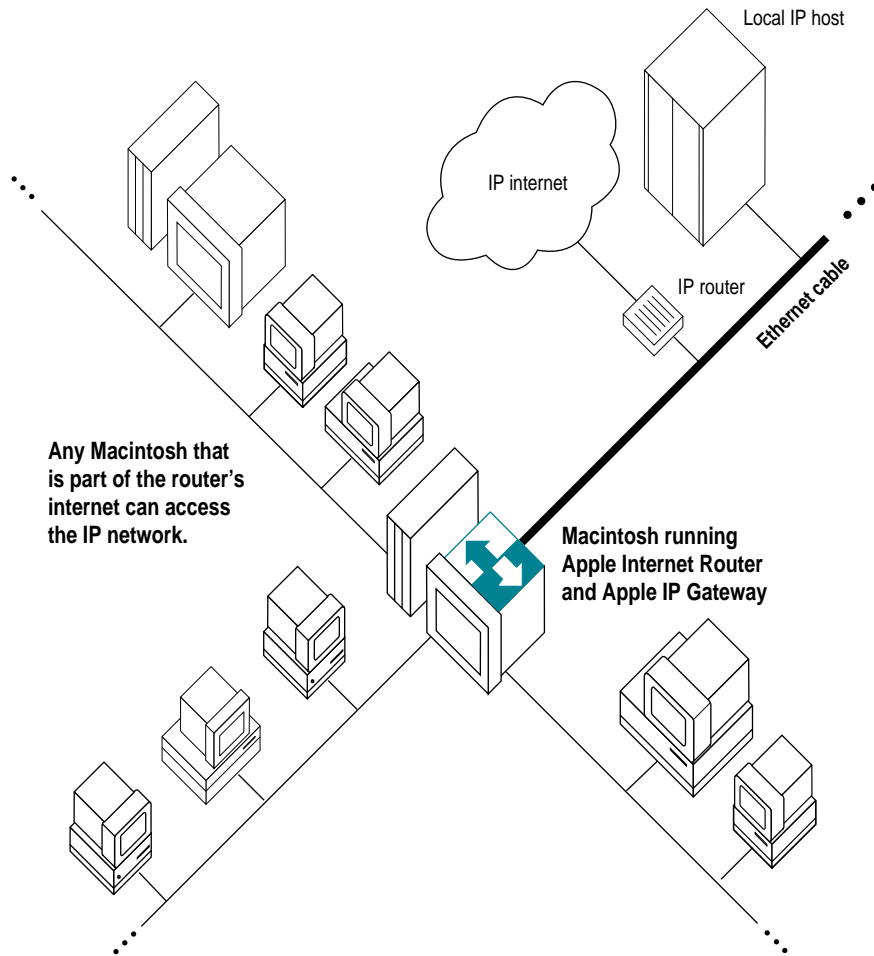 Local IP host
IP internet
IP router
Ethernet cable
Any Macintosh that
is part of the router’s
internet can access
the IP network.
Macintosh running
Apple Internet Router
and Apple IP Gateway